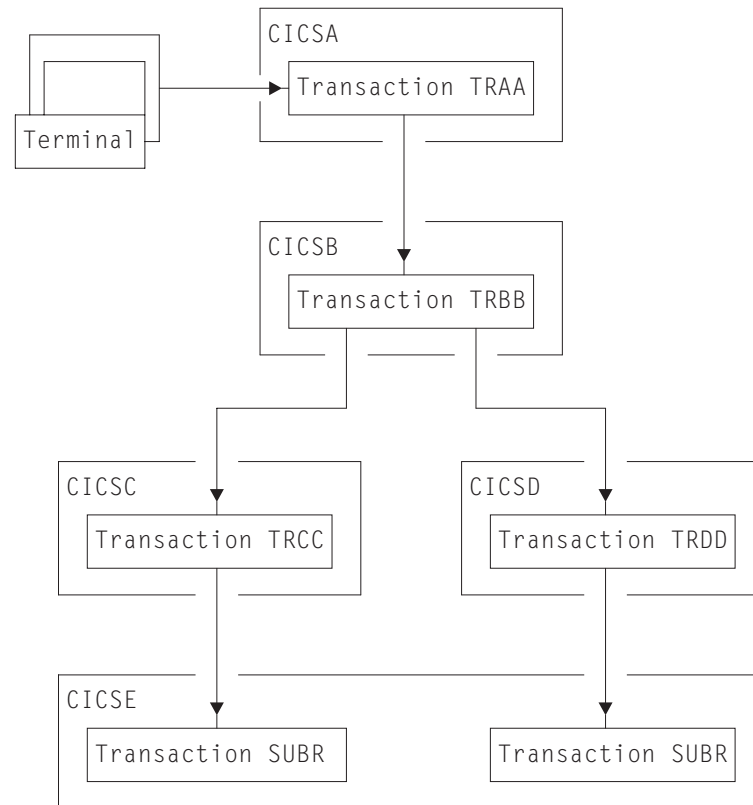 CICSA
Transaction TRAA
Terminal
CICSB
Transaction TRBB
CICSC
CICSD
Transaction TRCC
Transaction TRDD
CICSE
Transaction SUBR
Transaction SUBR